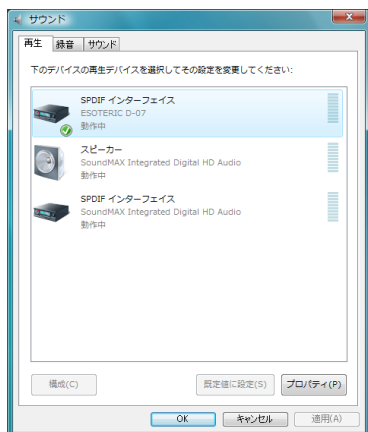 サウンド
再生 録音 サウンド
下のデバイスの再生デバイスを選択してその設定を変更してください:
SPDIF インターフェイス
ESOTERIC D-07
動作中
スピーカー
SoundMAX Integrated Digital HD Audio
動作中
SPDIF インターフェイス
SoundMAX Integrated Digital HD Audio
動作中
構成(C) 既定値に設定(S) プロパティ(P)
OK キャンセル 適用(A)